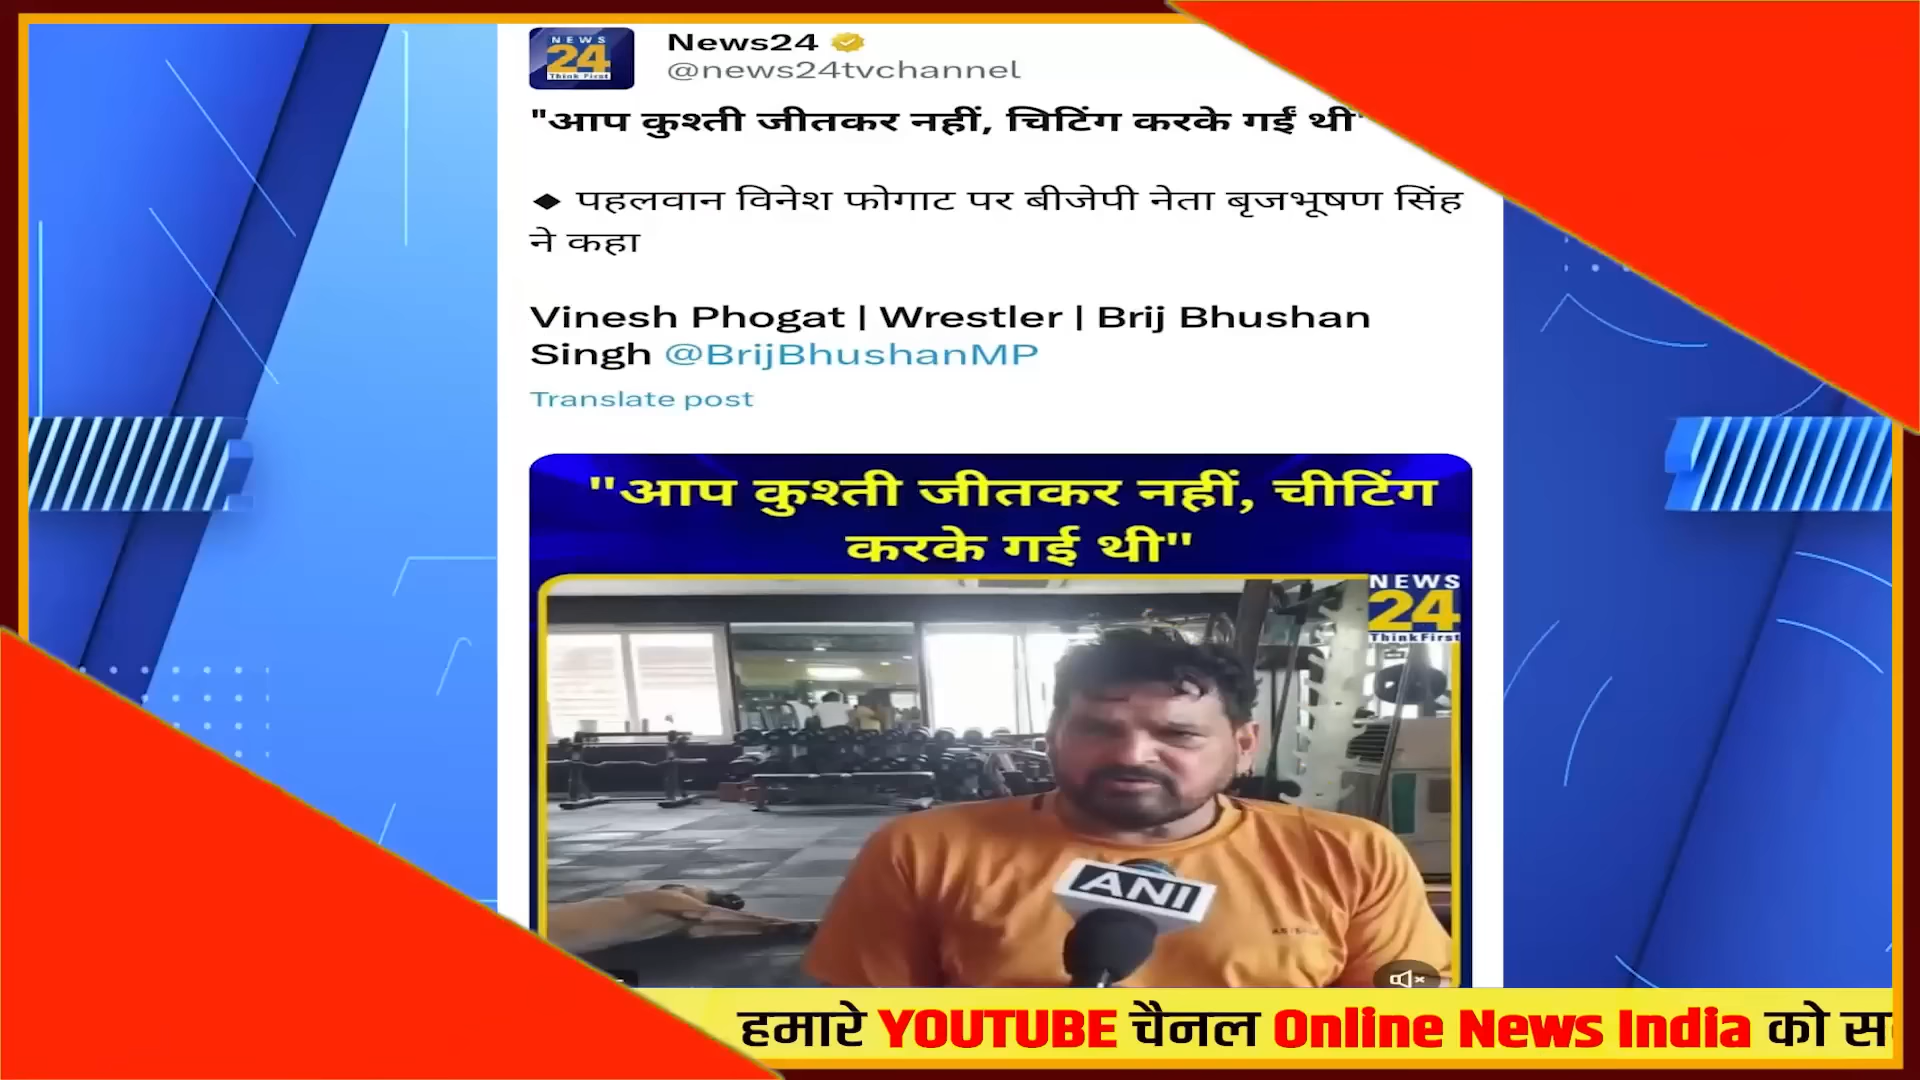 NEWS
24
Think First
News24
@news24tvchannel
"आप कुश्ती जीतकर नहीं, चिटिंग करके गईं थी"
◆ पहलवान विनेश फोगाट पर बीजेपी नेता बृजभूषण सिंह
ने कहा
Vinesh Phogat | Wrestler | Brij Bhushan
Singh @BrijBhushanMP
Translate post
"आप कुश्ती जीतकर नहीं, चीटिंग
करके गई थी"
NEWS
24
Think First
ANI
हमारे YOUTUBE चैनल Online News India को